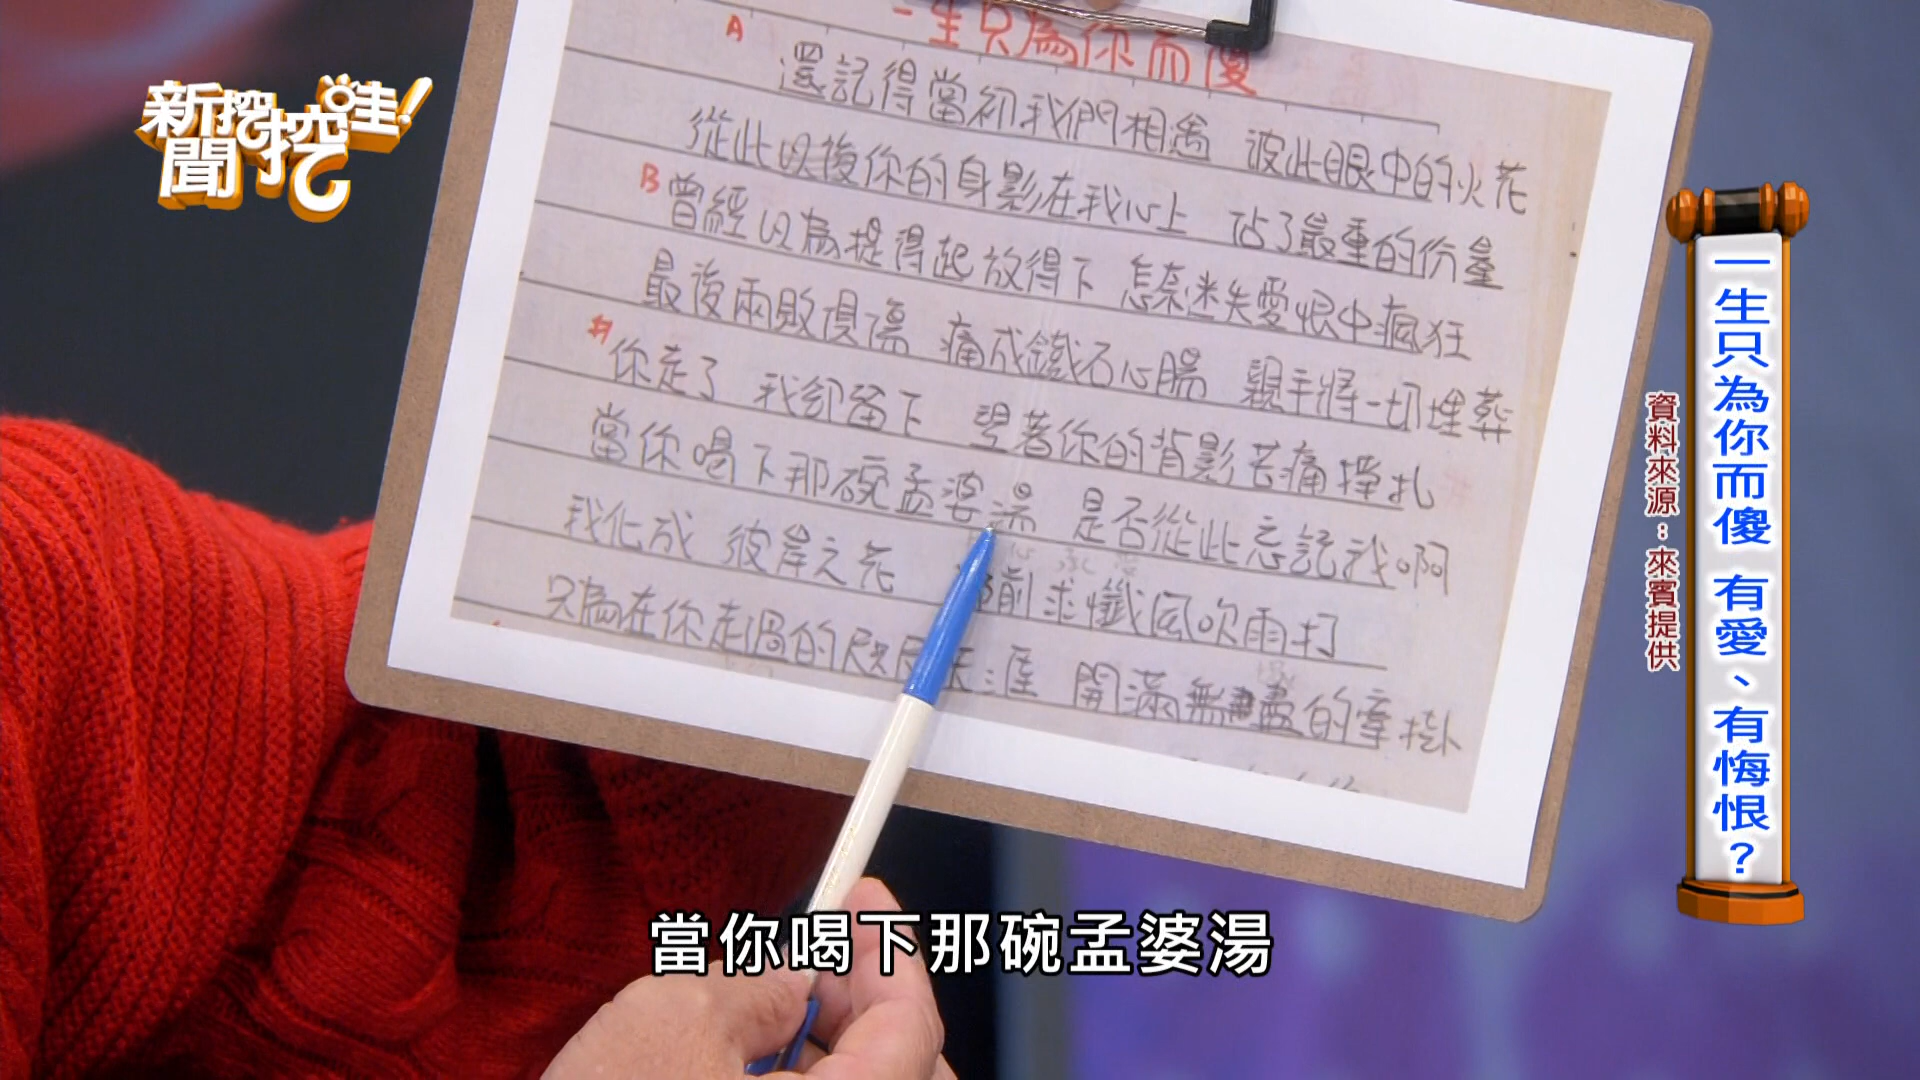 新聞挖挖哇!
一生只為你而傻
A
還記得當初我們相遇 彼此眼中的火花
從此以後你的身影在我心上 佔了最重的份量
B 曾經以為提得起放得下 怎奈迷失愛恨中瘋狂
最後兩敗俱傷 痛成鐵石心腸 親手將一切埋葬
# 你走了 我卻留下 望著你的背影苦痛掙扎
當你喝下那碗孟婆湯 是否從此忘記我啊
我化成 彼岸之花 前求懺風吹雨打
只為在你走過的咫尺天涯 開滿無盡的牽掛
一生只為你而傻 有愛、有悔恨?
資料來源:來賓提供
當你喝下那碗孟婆湯